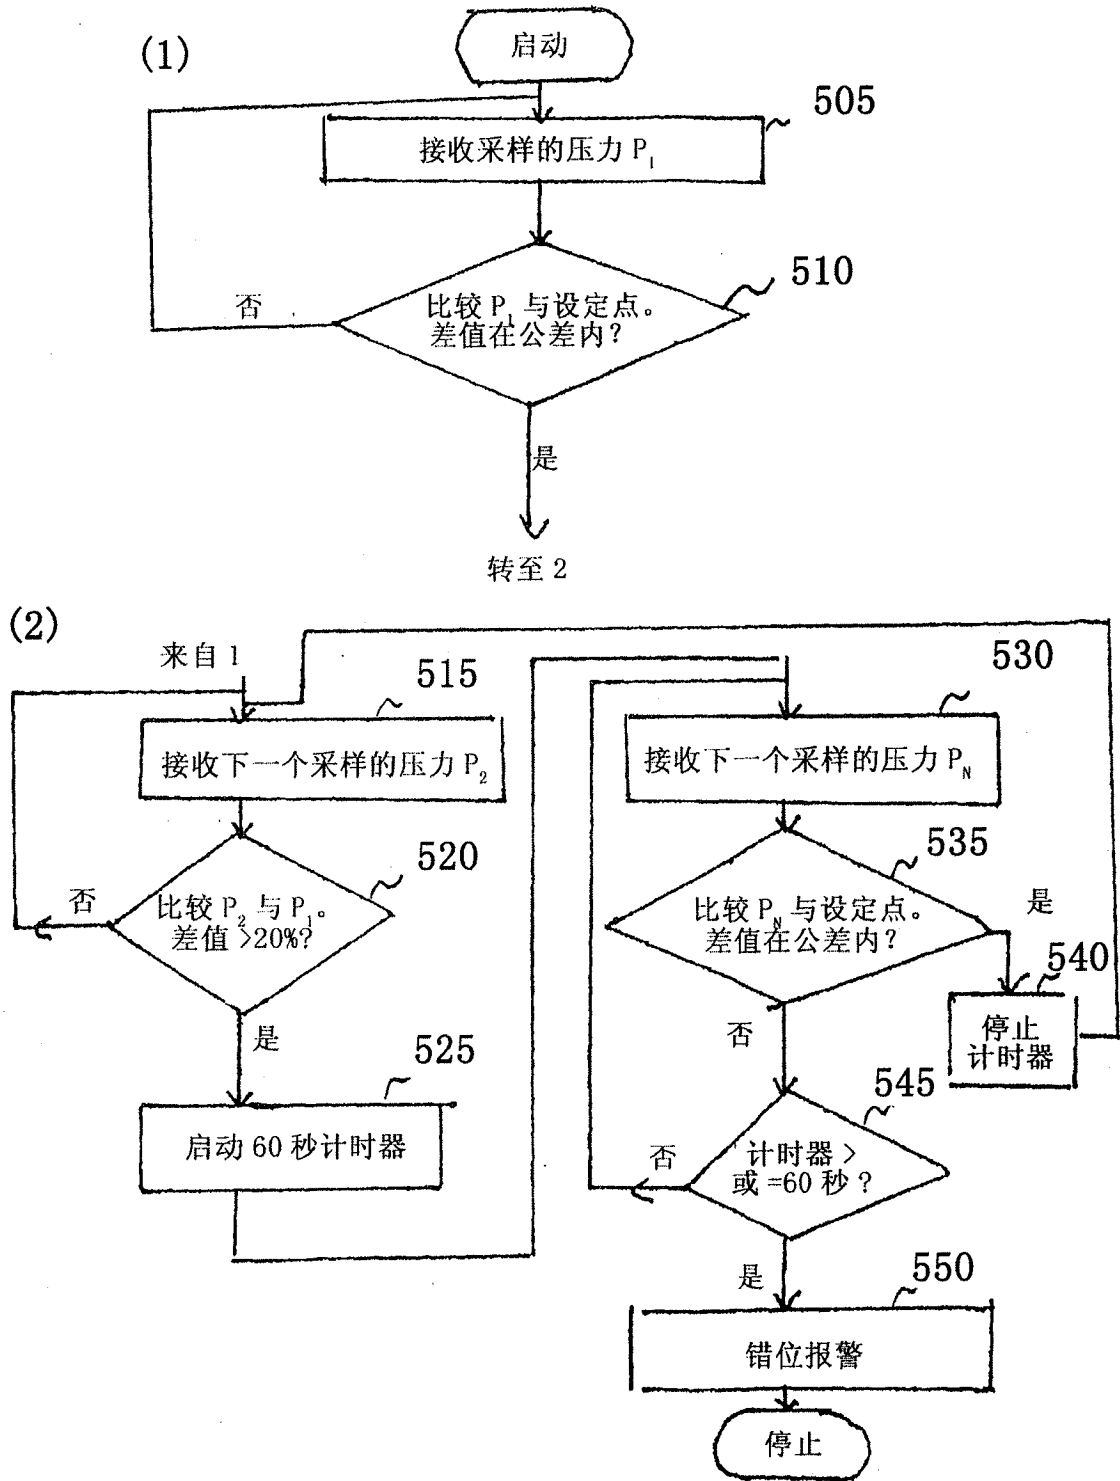 (1)
启动
505
接收采样的压力 P1
510
比较 P1 与设定点。
差值在公差内？
否
是
转至 2
(2)
来自 1
515
接收下一个采样的压力 P2
520
比较 P2 与 P1。
差值 >20%?
否
是
525
启动 60 秒计时器
530
接收下一个采样的压力 PN
535
比较 PN 与设定点。
差值在公差内？
是
否
540
停止
计时器
545
计时器 >
或 =60 秒？
否
是
550
错位报警
停止